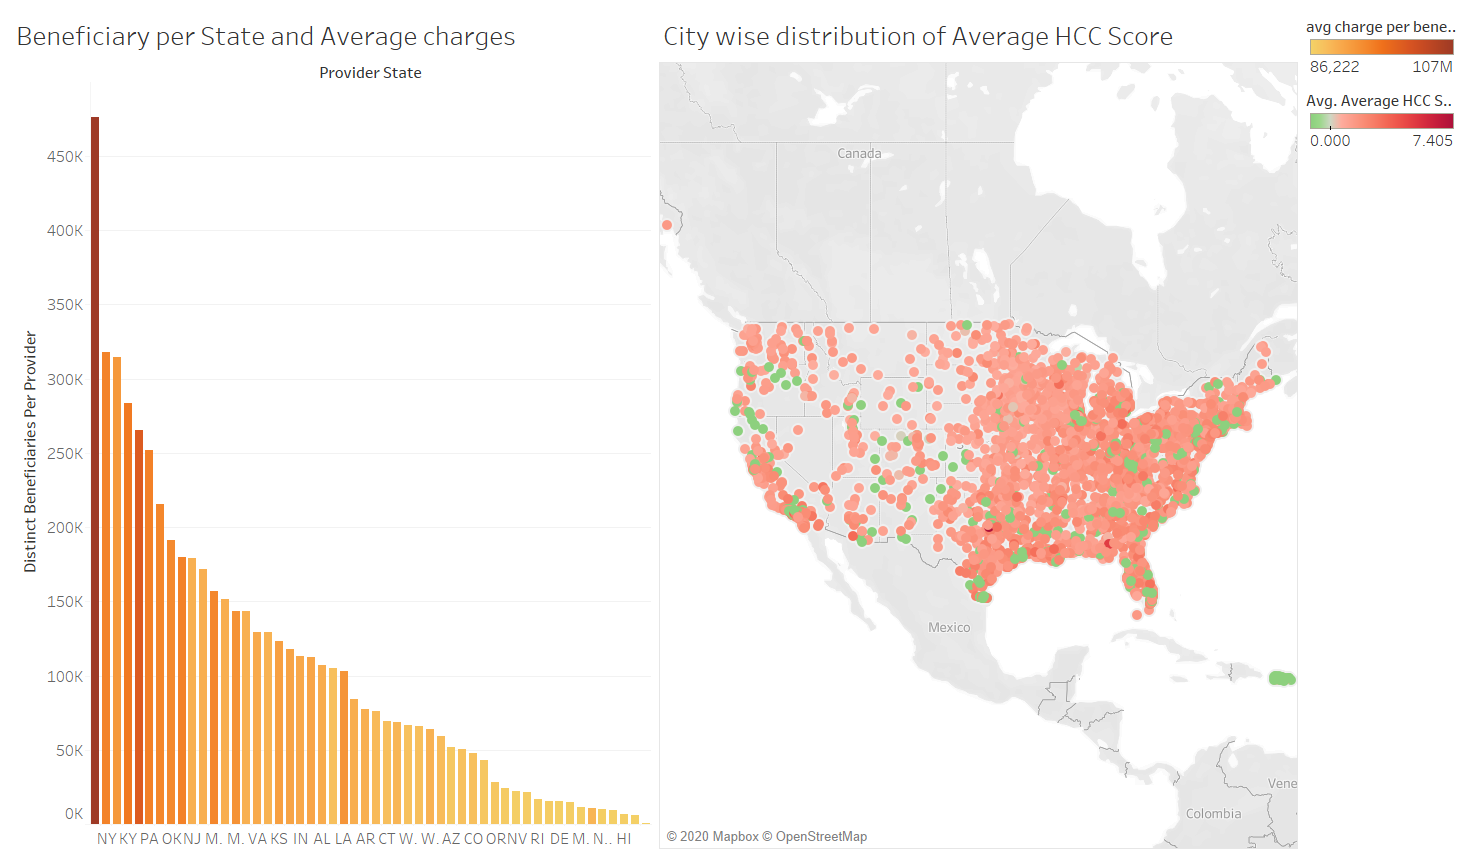 Beneficiary per State and Average charges
Provider State
Distinct Beneficiaries Per Provider
450K
400K
350K
300K
250K
200K
150K
100K
50K
0K
NY KY PA OK NJ M. M. VA KS IN AL LA AR CT W. W. AZ CO OR NV RI DE M. N.. HI
City wise distribution of Average HCC Score
Canada
Mexico
Vene
Colombia
© 2020 Mapbox © OpenStreetMap
avg charge per bene..
86,222 107M
Avg. Average HCC S..
0.000 7.405